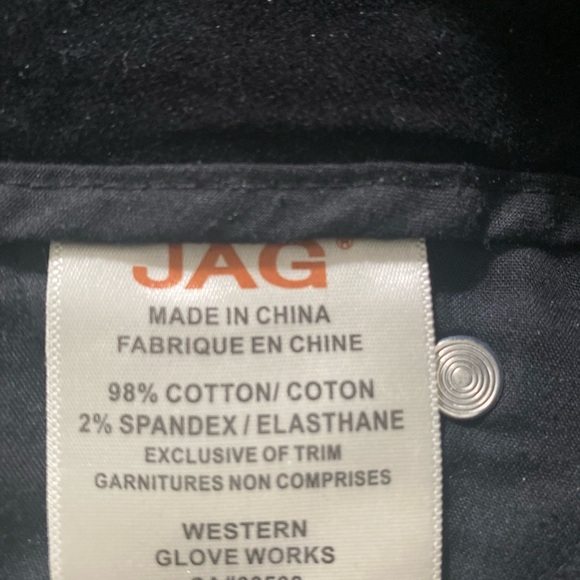 JAG®
MADE IN CHINA
FABRIQUE EN CHINE
98% COTTON/ COTON
2% SPANDEX / ELASTHANE
EXCLUSIVE OF TRIM
GARNITURES NON COMPRISES
WESTERN
GLOVE WORKS